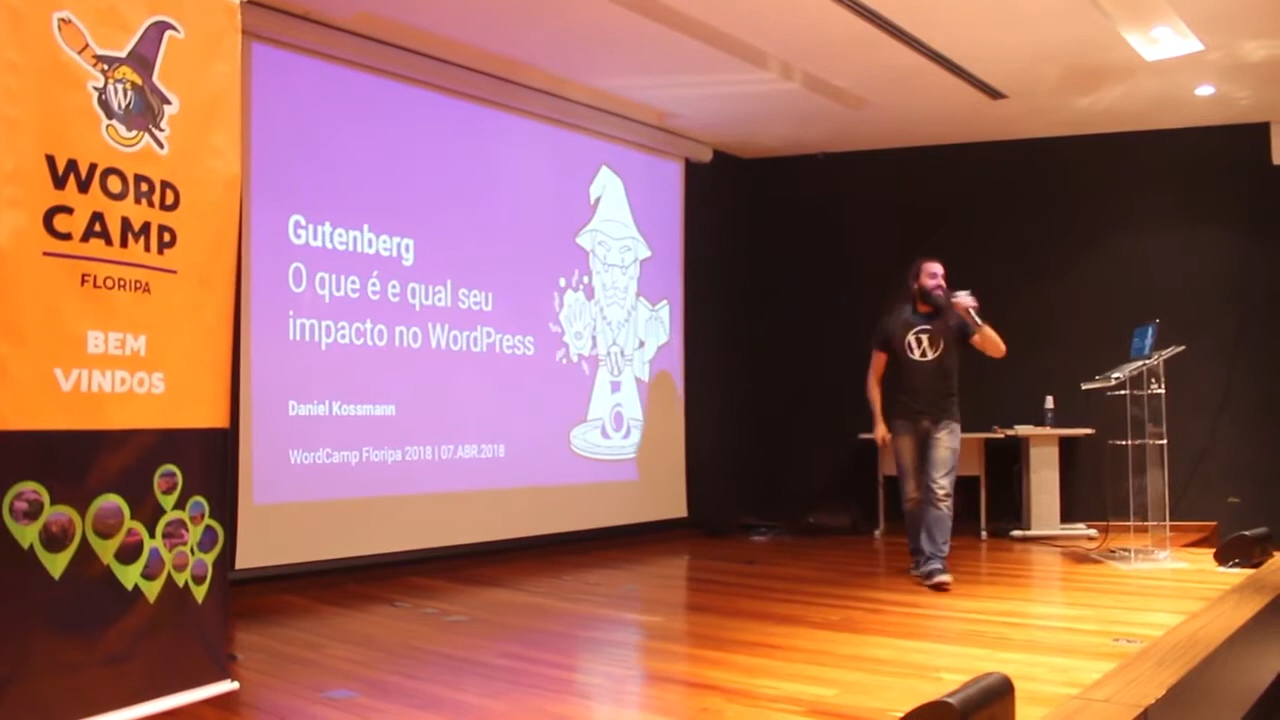 WORD
CAMP
FLORIPA
BEM
VINDOS
Gutenberg
O que é e qual seu
impacto no WordPress
Daniel Kossmann
WordCamp Floripa 2018 | 07.ABR.2018